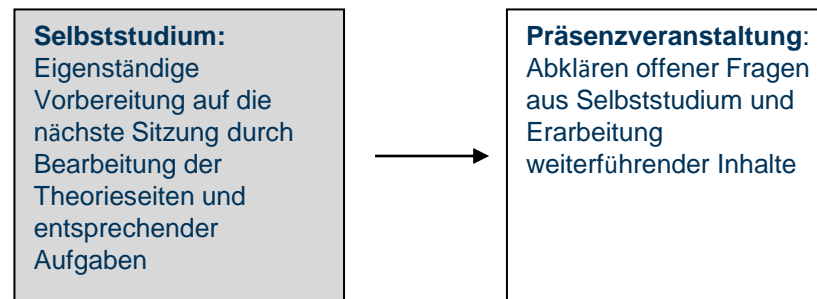 Selbststudium:
Eigenständige
Vorbereitung auf die
nächste Sitzung durch
Bearbeitung der
Theorieseiten und
entsprechender
Aufgaben
Präsenzveranstaltung:
Abklären offener Fragen
aus Selbststudium und
Erarbeitung
weiterführender Inhalte